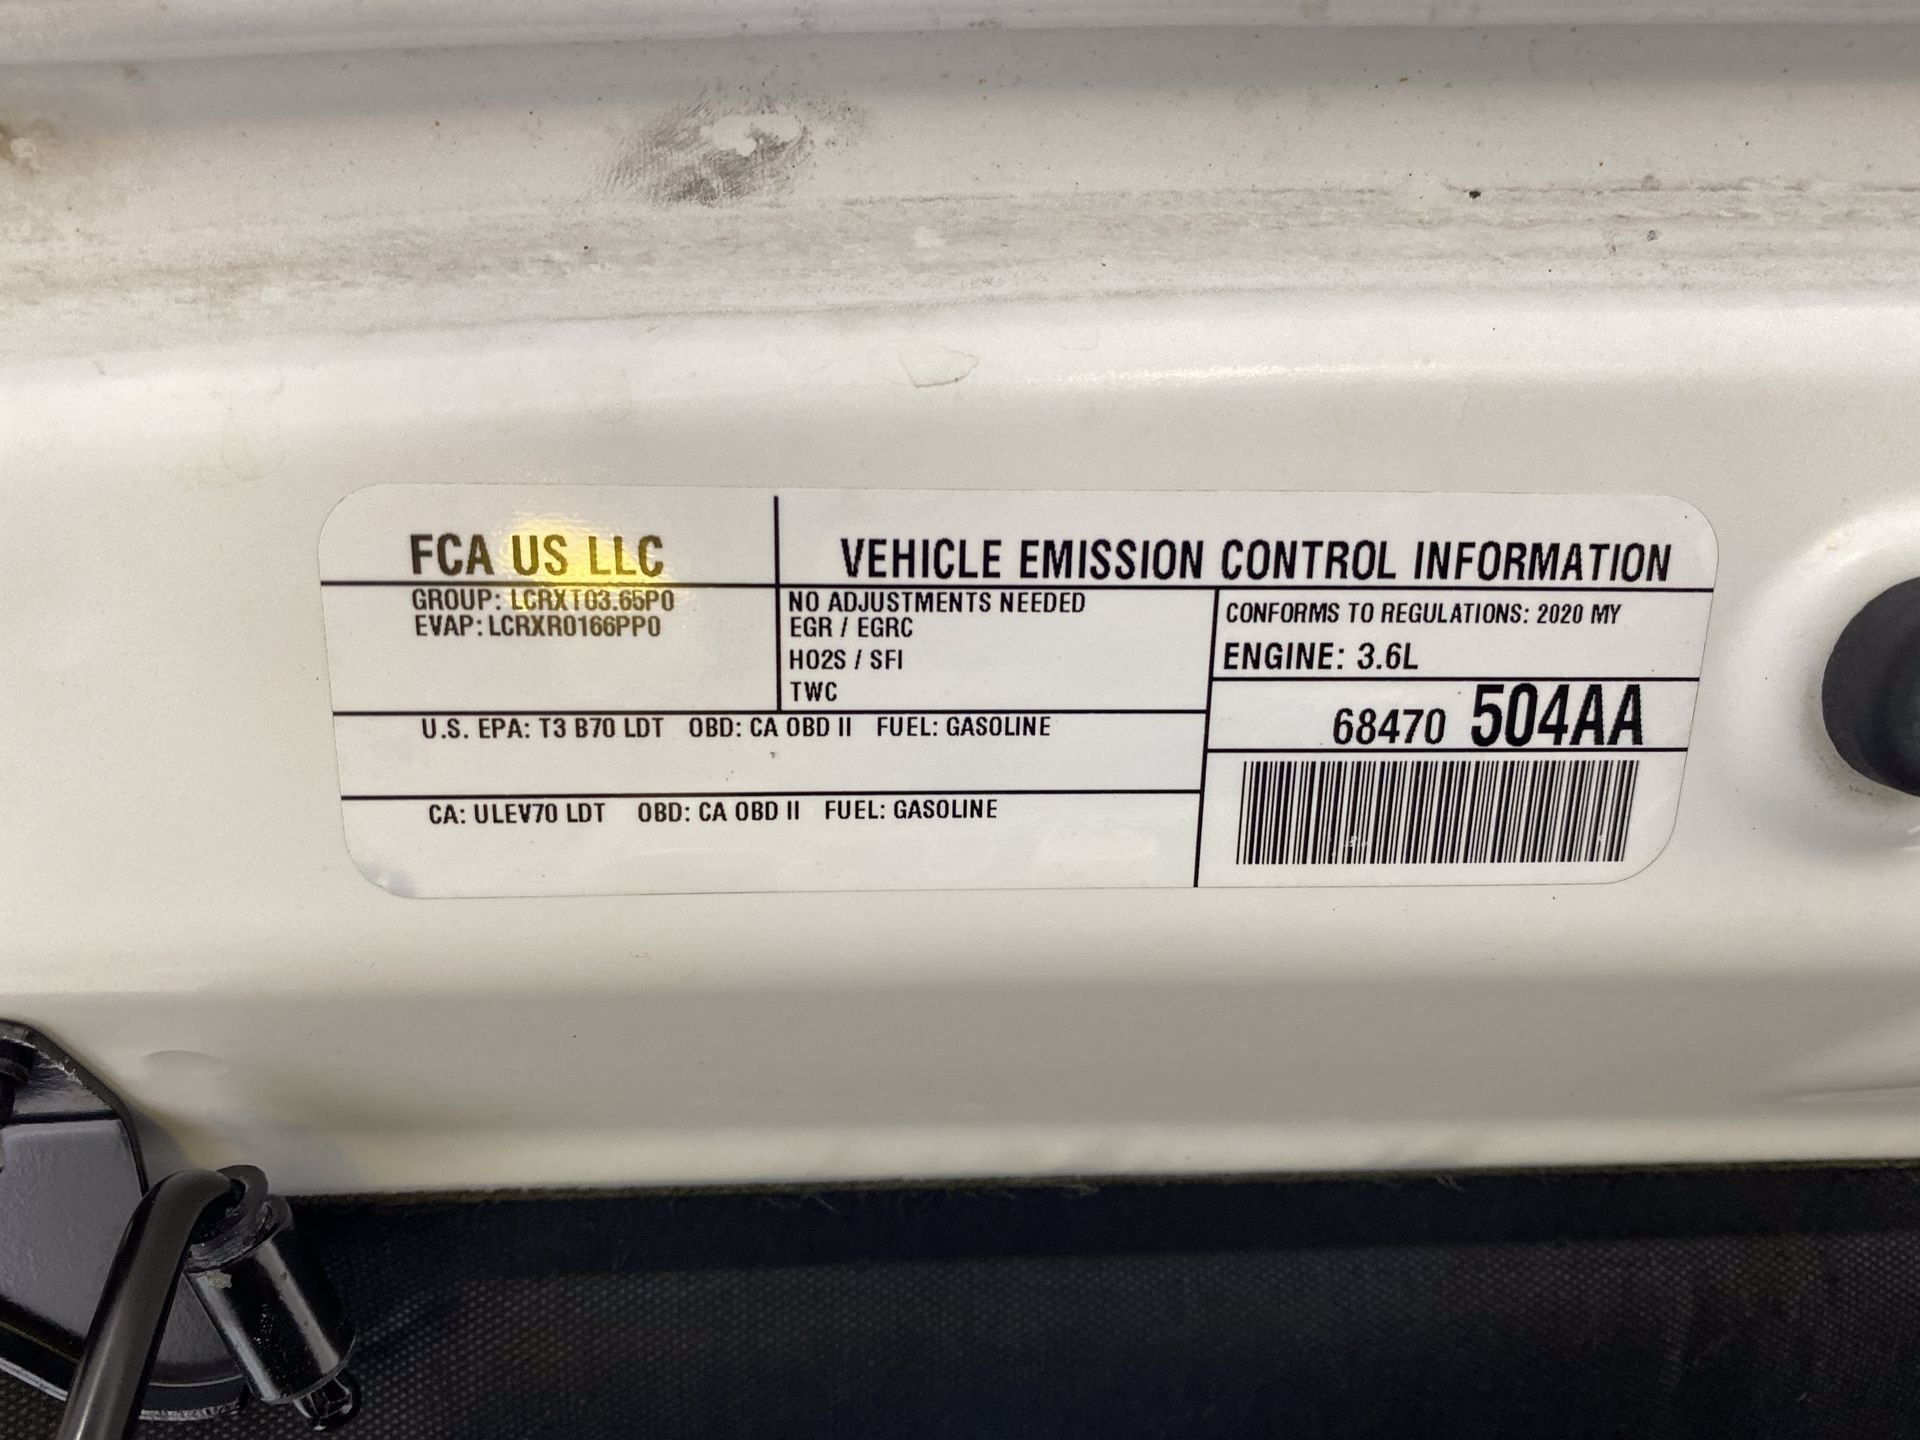 FCA US LLC
VEHICLE EMISSION CONTROL INFORMATION
GROUP: LCRXT03.65P0
EVAP: LCRXR0166PP0
NO ADJUSTMENTS NEEDED
EGR / EGRC
HO2S / SFI
TWC
CONFORMS TO REGULATIONS: 2020 MY
ENGINE: 3.6L
68470 504AA
U.S. EPA: T3 B70 LDT OBD: CA OBD II FUEL: GASOLINE
CA: ULEV70 LDT OBD: CA OBD II FUEL: GASOLINE